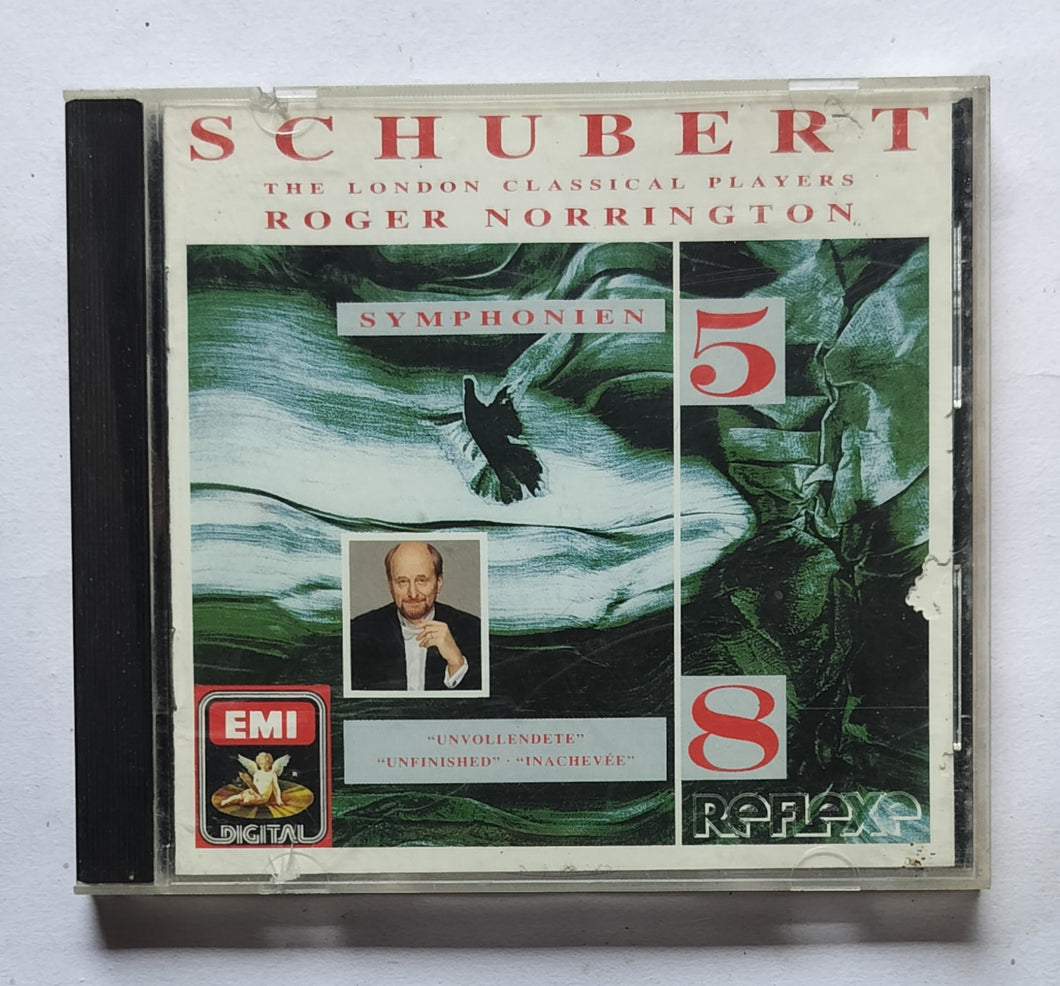 SCHUBERT
THE LONDON CLASSICAL PLAYERS
ROGER NORRINGTON
SYMPHONIEN
5
"UNVOLLENDETE"
"UNFINISHED" · "INACHEVÉE"
8
EMI
DIGITAL
REFLEXE